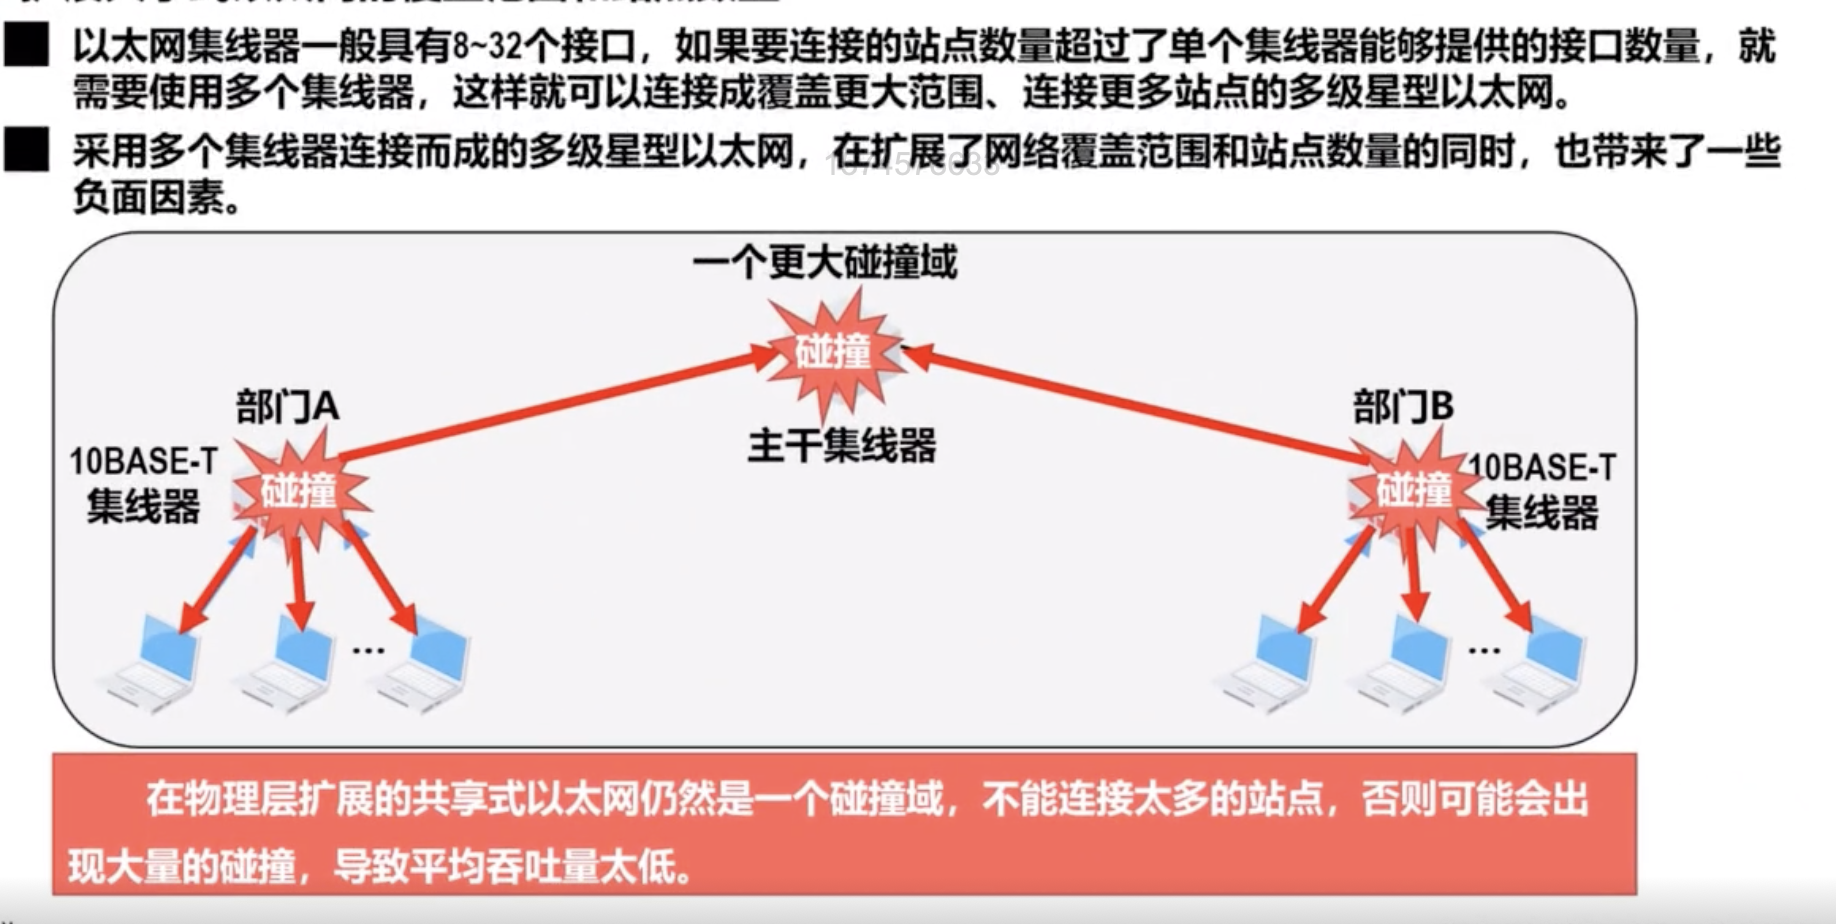 以太网集线器一般具有8~32个接口，如果要连接的站点数量超过了单个集线器能够提供的接口数量，就
需要使用多个集线器，这样就可以连接成覆盖更大范围、连接更多站点的多级星型以太网。
采用多个集线器连接而成的多级星型以太网，在扩展了网络覆盖范围和站点数量的同时，也带来了一些
负面因素。
一个更大碰撞域
碰撞
主干集线器
部门A
10BASE-T
集线器
碰撞
...
部门B
碰撞
10BASE-T
集线器
...
在物理层扩展的共享式以太网仍然是一个碰撞域，不能连接太多的站点，否则可能会出
现大量的碰撞，导致平均吞吐量太低。